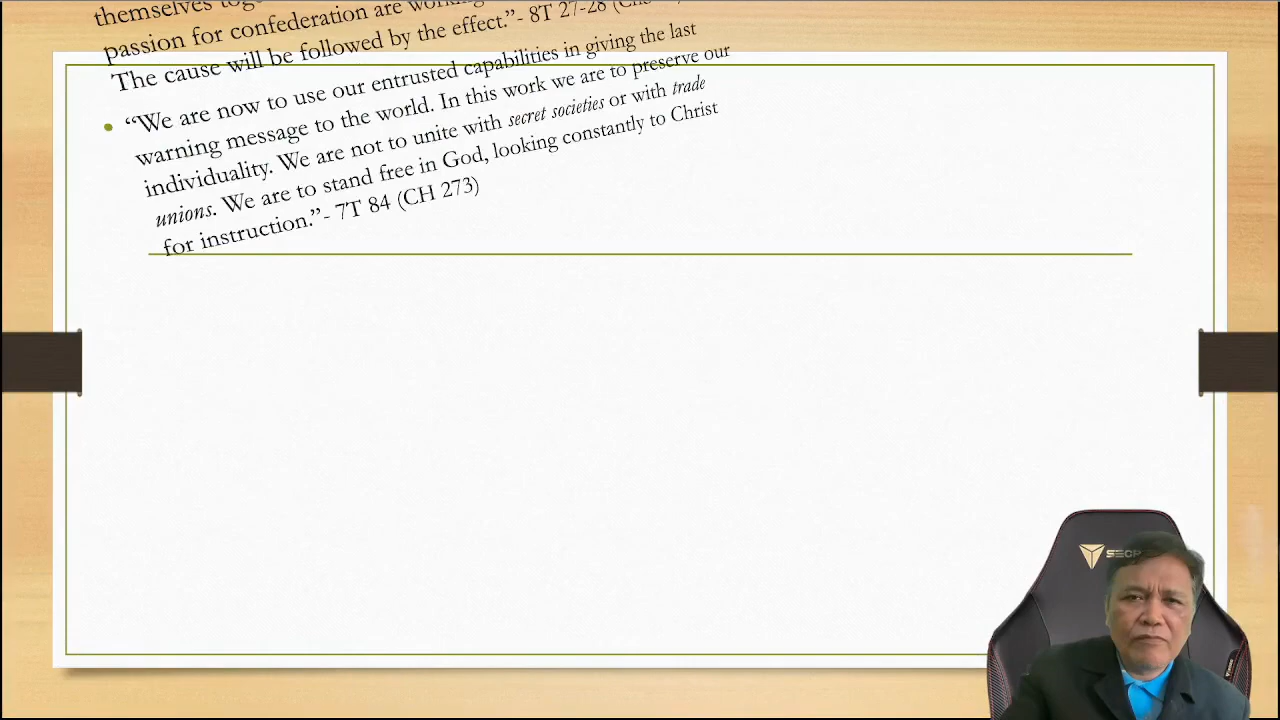 themselves
passion for confederation are
The cause will be followed by the effect.”- 8T 27-28
• “We are now to use our entrusted capabilities in giving the last
warning message to the world. In this work we are to preserve our
individuality. We are not to unite with secret societies or with trade
unions. We are to stand free in God, looking constantly to Christ
for instruction.”- 7T 84 (CH 273)